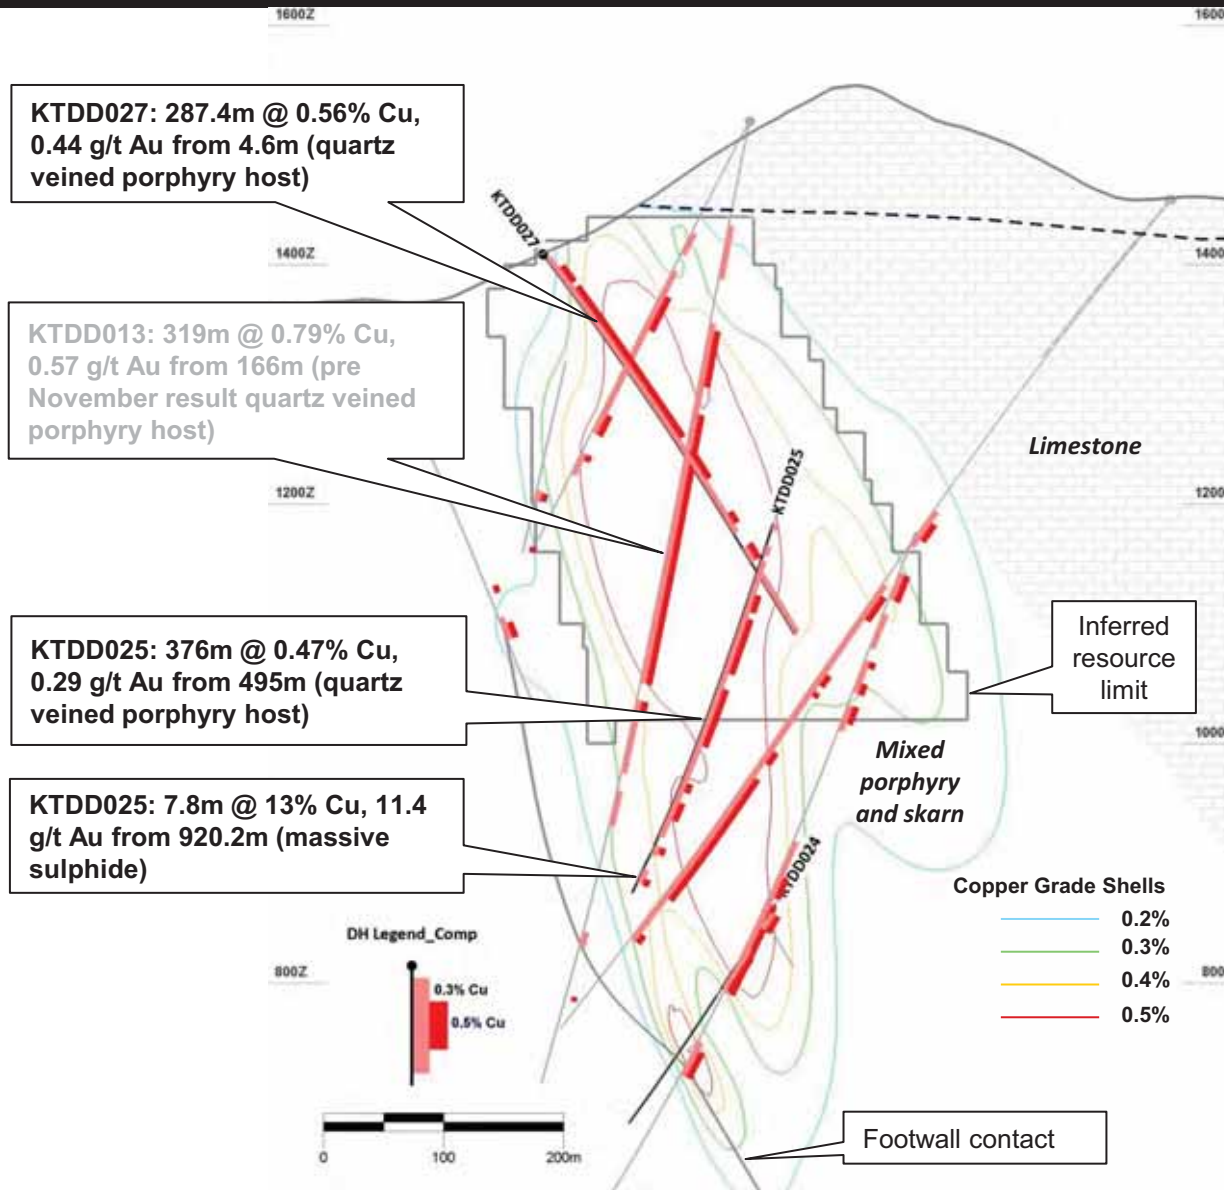 1600Z
1600
KTDD027: 287.4m @ 0.56% Cu,
0.44 g/t Au from 4.6m (quartz
veined porphyry host)
KTDD027
1400Z
1400
KTDD013: 319m @ 0.79% Cu,
0.57 g/t Au from 166m (pre
November result quartz veined
porphyry host)
Limestone
KTDD025
1200Z
1200
KTDD025: 376m @ 0.47% Cu,
0.29 g/t Au from 495m (quartz
veined porphyry host)
Inferred
resource
limit
1000
Mixed
porphyry
and skarn
KTDD025: 7.8m @ 13% Cu, 11.4
g/t Au from 920.2m (massive
sulphide)
KTDD024
Copper Grade Shells
0.2%
0.3%
0.4%
0.5%
DH Legend_Comp
0.3% Cu
0.5% Cu
800Z
800
0
100
200m
Footwall contact